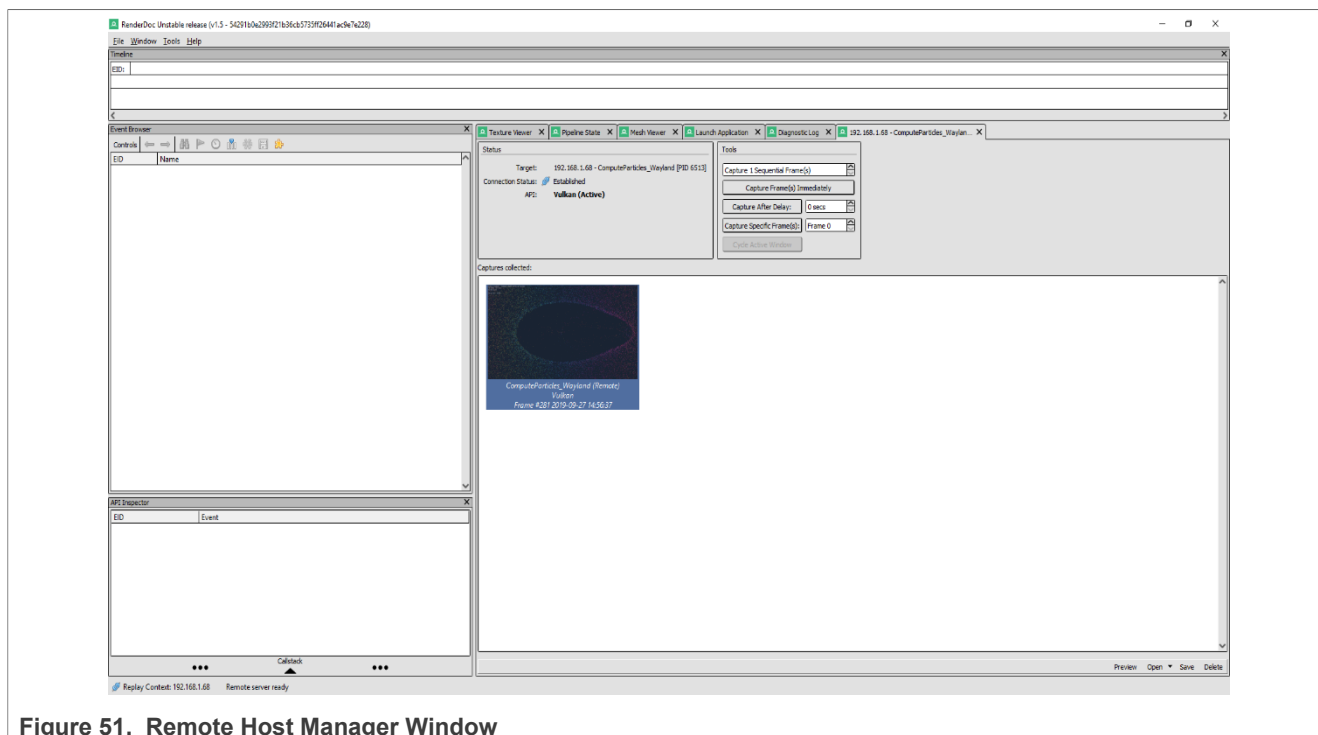 RenderDoc Unstable release (v1.5 - 54291b0e2993f21b36cb5735ff26441ac9e7e228)
File Window Tools Help
Timeline
EID:
Event Browser
Controls
EID Name
Texture Viewer Pipeline State Mesh Viewer Launch Application Diagnostic Log 192.168.1.68 - ComputeParticles_Waylan...
Status
Target: 192.168.1.68 - ComputeParticles_Wayland [PID 6513]
Connection Status: Established
API: Vulkan (Active)
Tools
Capture 1 Sequential Frame(s)
Capture Frame(s) Immediately
Capture After Delay: 0 secs
Capture Specific Frame(s): Frame 0
Cycle Active Window
Captures collected:
ComputeParticles_Wayland (Remote)
Vulkan
Frame #281 2019-09-27 14:56:37
API Inspector
EID Event
Callstack
Preview Open Save Delete
Replay Context: 192.168.1.68 Remote server ready
Figure 51. Remote Host Manager Window